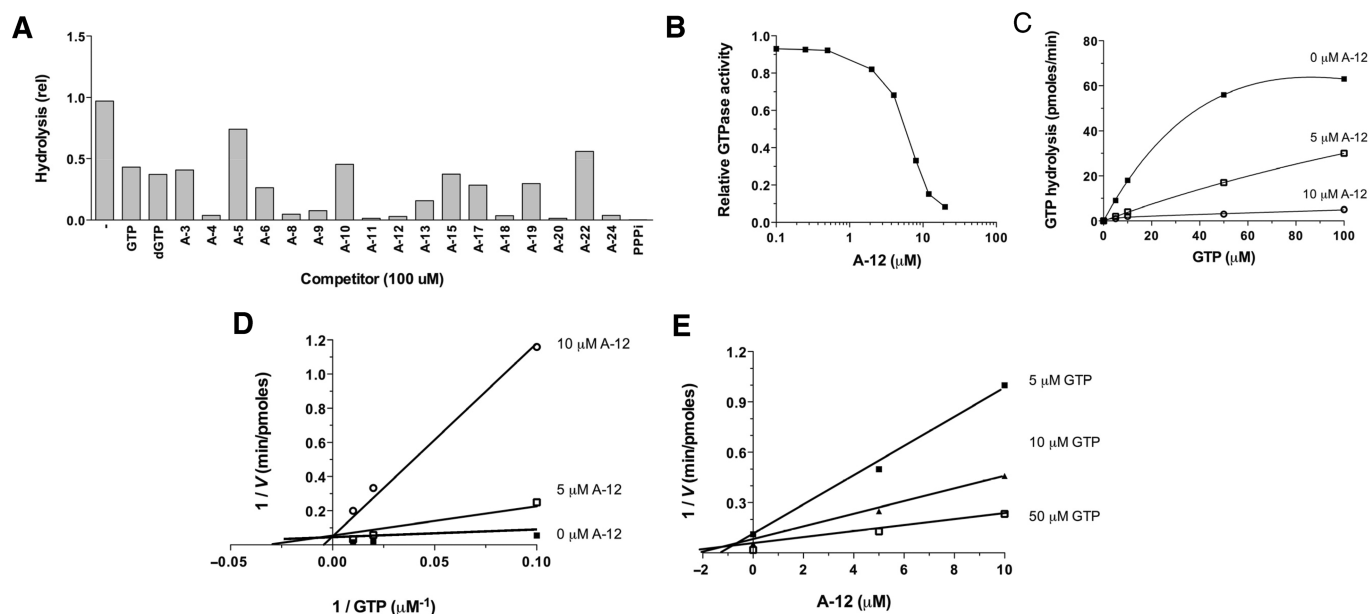 A
Hydrolysis (rel)
1.5
1.0
0.5
0.0
-
GTP
dGTP
A-3
A-4
A-5
A-6
A-8
A-9
A-10
A-11
A-12
A-13
A-15
A-17
A-18
A-19
A-20
A-22
A-24
PPPi
Competitor (100 uM)
B
Relative GTPase activity
1.0
0.8
0.6
0.4
0.2
0.0
0.1
1
10
100
A-12 (μM)
C
GTP hydrolysis (pmoles/min)
80
60
40
20
0
0
20
40
60
80
100
GTP (μM)
0 μM A-12
5 μM A-12
10 μM A-12
D
1 / V (min/pmoles)
1.2
1.0
0.8
0.6
0.4
0.2
−0.05
0.00
0.05
0.10
1 / GTP (μM⁻¹)
10 μM A-12
5 μM A-12
0 μM A-12
E
1 / V (min/pmoles)
1.2
0.9
0.6
0.3
−2
0
2
4
6
8
10
A-12 (μM)
5 μM GTP
10 μM GTP
50 μM GTP